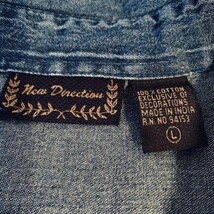 New Direction
100% COTTON
EXCLUSIVE OF
DECORATIONS
MADE IN INDIA
R.N. NO 94153
L